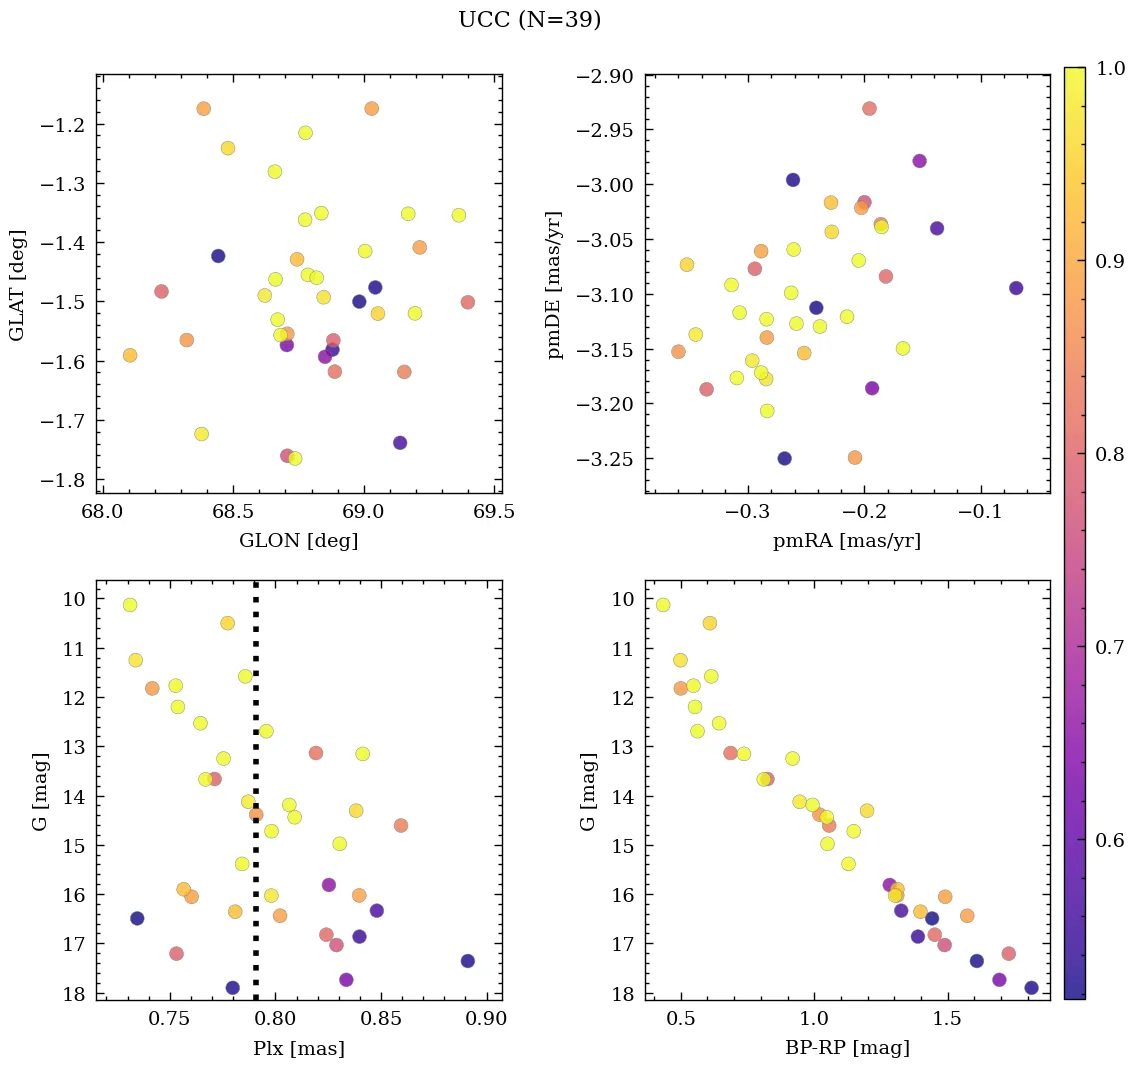 UCC (N=39)
−1.2
−1.3
−1.4
−1.5
−1.6
−1.7
−1.8
GLAT [deg]
68.0 68.5 69.0 69.5
GLON [deg]
−2.90
−2.95
−3.00
−3.05
−3.10
−3.15
−3.20
−3.25
pmDE [mas/yr]
−0.3 −0.2 −0.1
pmRA [mas/yr]
10
11
12
13
14
15
16
17
18
G [mag]
0.75 0.80 0.85 0.90
Plx [mas]
10
11
12
13
14
15
16
17
18
G [mag]
0.5 1.0 1.5
BP-RP [mag]
1.0
0.9
0.8
0.7
0.6